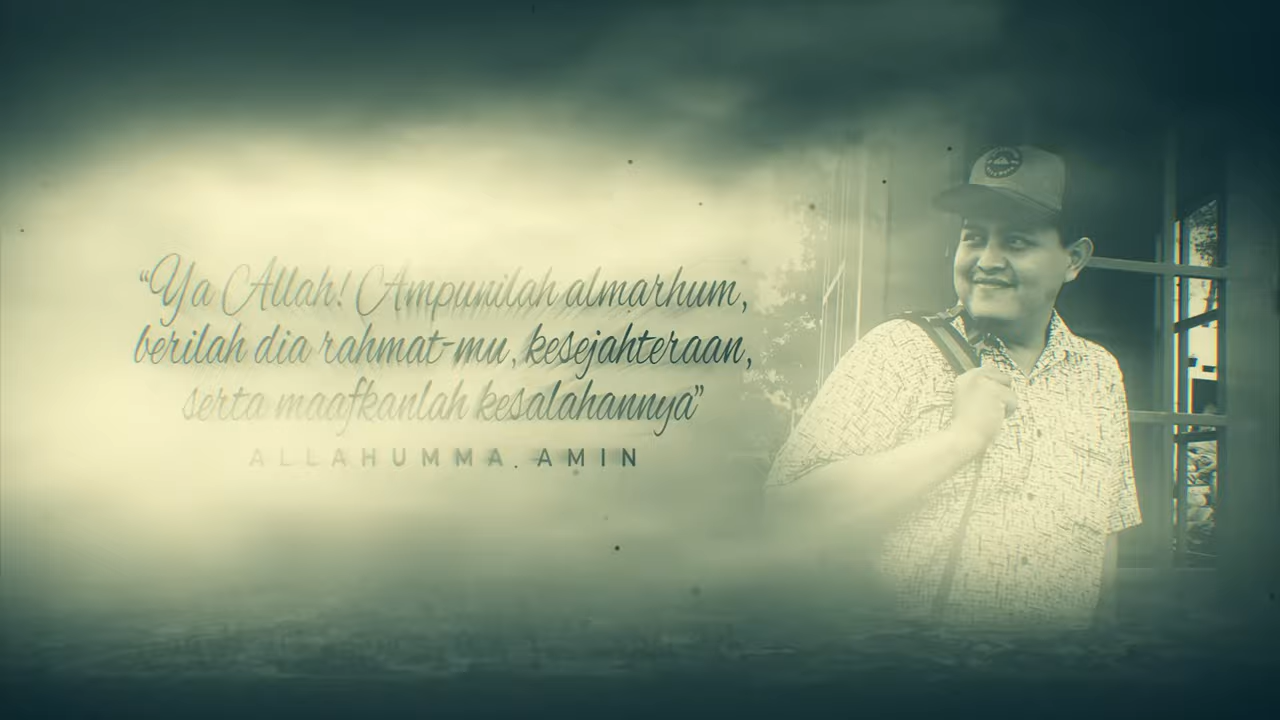 “Ya Allah! Ampunilah almarhum,
berilah dia rahmat-mu, kesejahteraan,
serta maafkanlah kesalahannya”
ALLAHUMMA AMIN